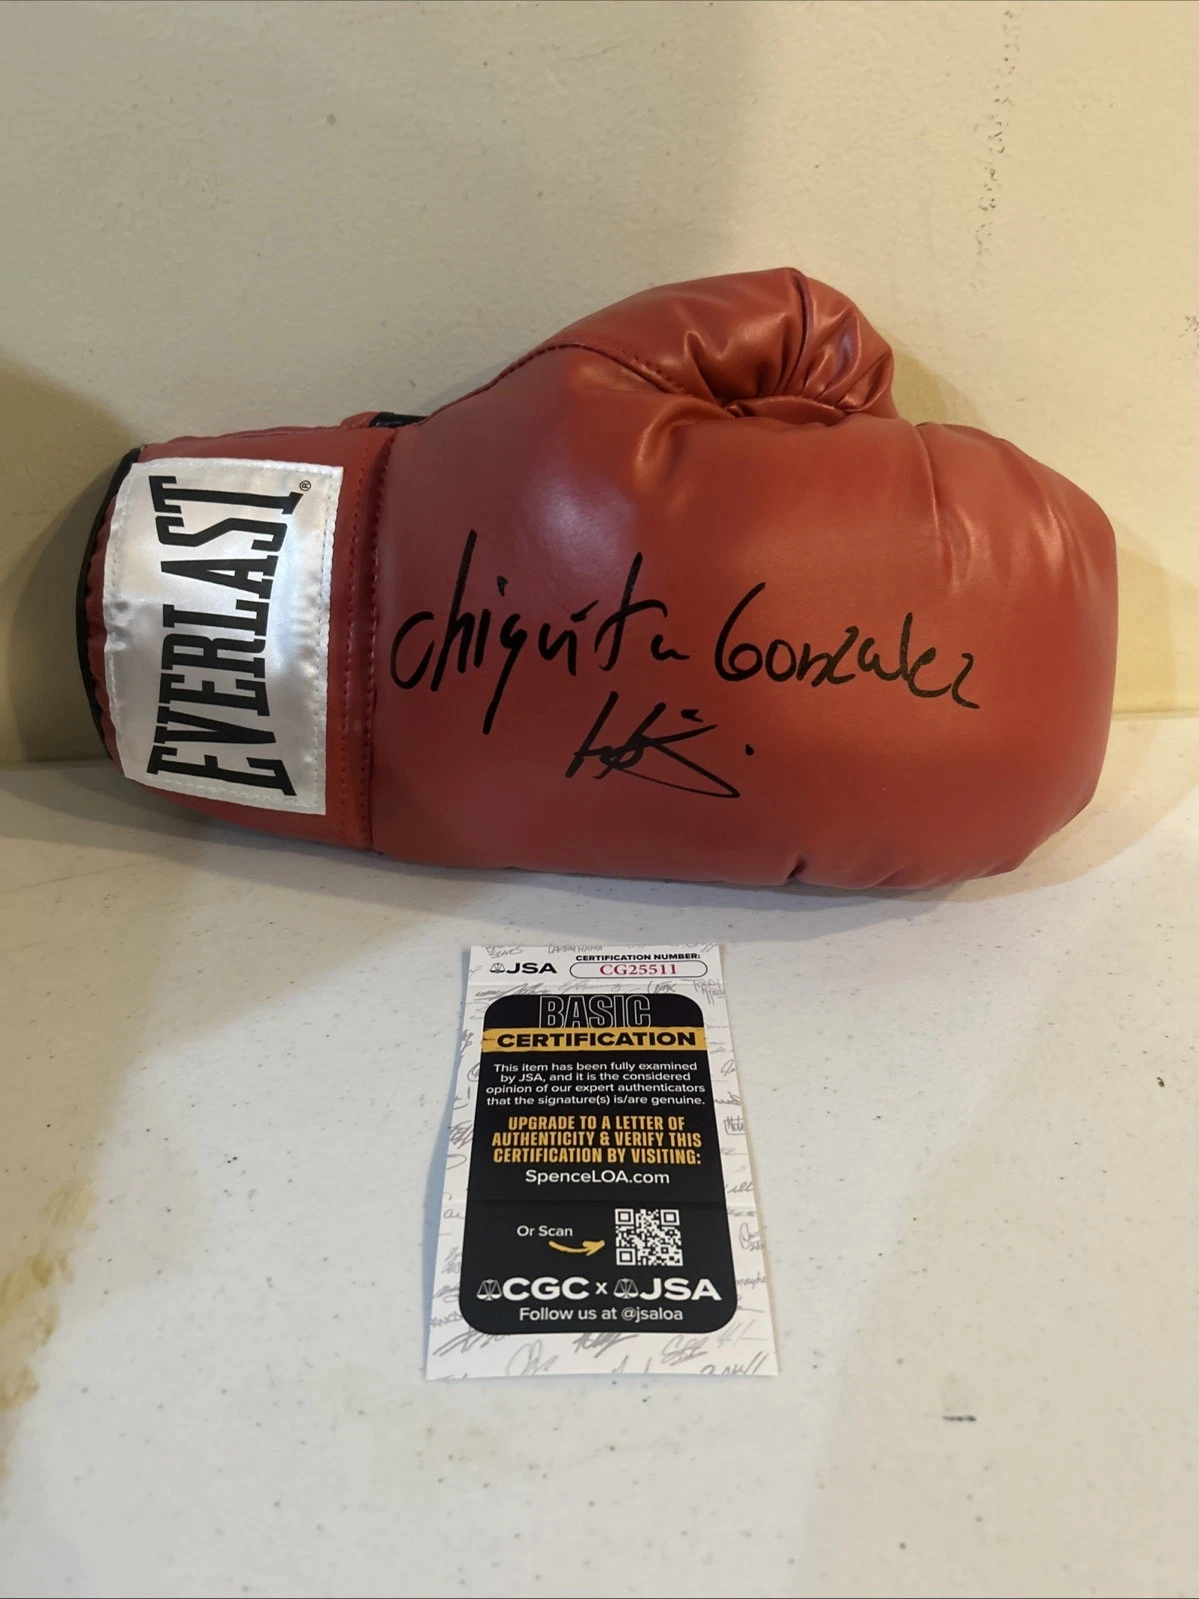 EVERLAST®
chiquita Gonzalez
JSA
CERTIFICATION NUMBER:
CG25511
BASIC
CERTIFICATION
This item has been fully examined
by JSA, and it is the considered
opinion of our expert authenticators
that the signature(s) is/are genuine.
UPGRADE TO A LETTER OF
AUTHENTICITY & VERIFY THIS
CERTIFICATION BY VISITING:
SpenceLOA.com
Or Scan
CGC x JSA
Follow us at @jsaloa